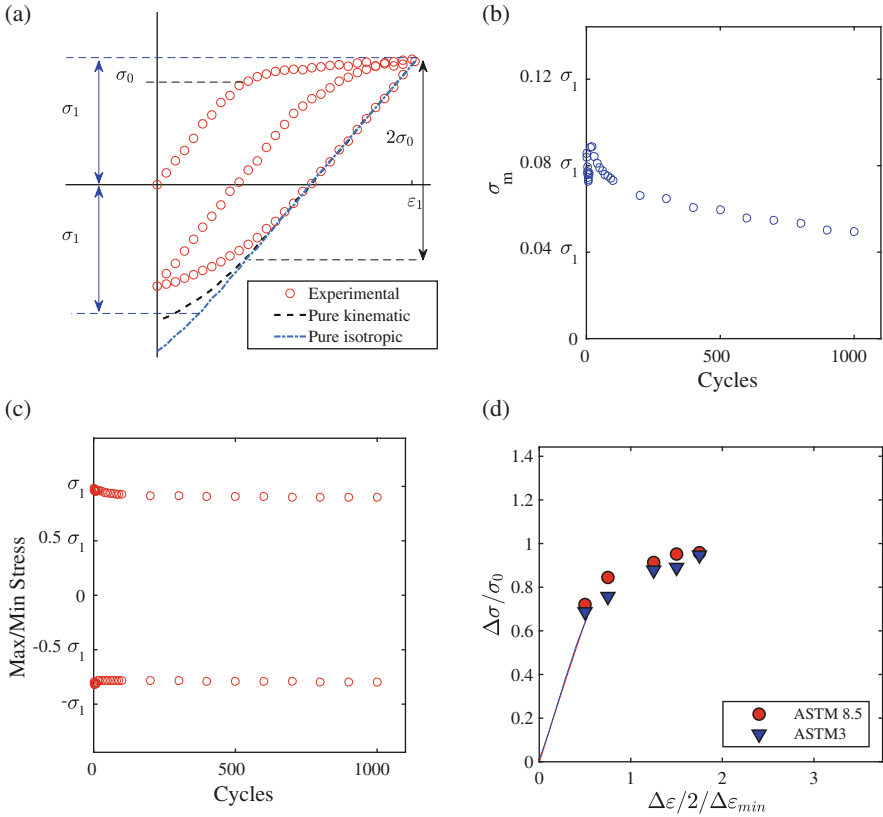 (a)
σ₀
σ₁
2σ₀
ε₁
σ₁
Experimental
Pure kinematic
Pure isotropic
(b)
0.12 σ₁
0.08 σ₁
0.04 σ₁
0
σₘ
0 500 1000
Cycles
(c)
σ₁
0.5 σ₁
0
-0.5 σ₁
-σ₁
Max/Min Stress
0 500 1000
Cycles
(d)
1.4
1.2
1
0.8
0.6
0.4
0.2
0
Δσ/σ₀
ASTM 8.5
ASTM3
0 1 2 3
Δε/2/Δε_min